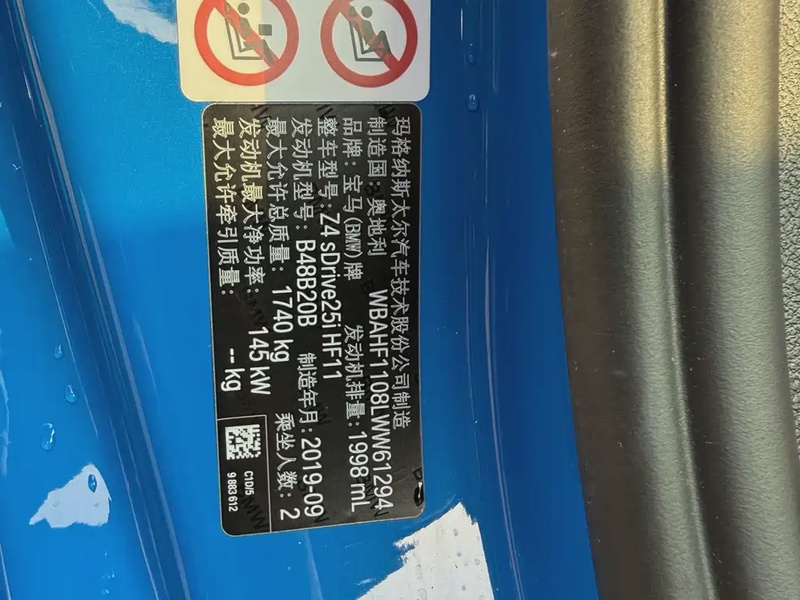 玛格纳斯太尔汽车技术股份公司制造
制造国:奥地利 WBAHF1108LWW61294
品牌:宝马(BMW)牌 发动机排量:1998 mL
整车型号:Z4 sDrive25i HF11
发动机型号:B48B20B 制造年月:2019-09
最大允许总质量:1740 kg 乘坐人数:2
发动机最大净功率:145 kW
最大允许牵引质量:-- kg
C1D/5
9 883 612